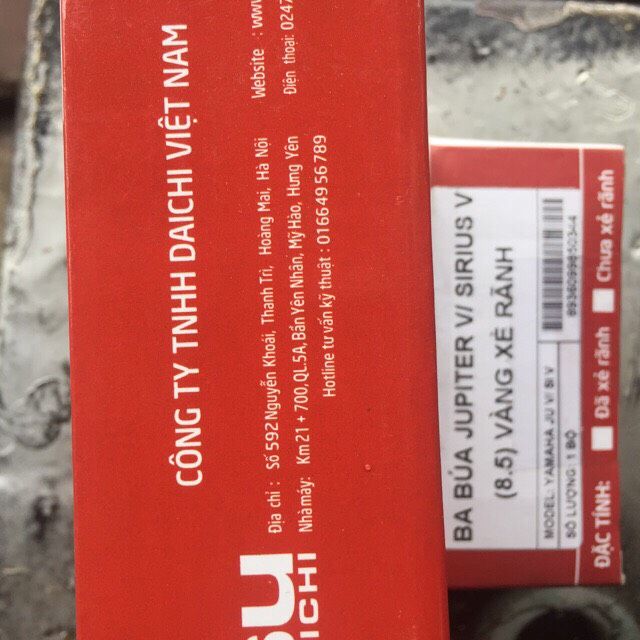 CÔNG TY TNHH DAICHI VIỆT NAM
Địa chỉ : Số 592 Nguyễn Khoái, Thanh Trì, Hoàng Mai, Hà Nội
Nhà máy: Km 21 + 700, QL.5A, Bần Yên Nhân, Mỹ Hào, Hưng Yên
Hotline tư vấn kỹ thuật : 01664956789
Website : www
Điện thoại: 0247
ICHI
BA BÚA JUPITER V/ SIRIUS V
(8.5) VÀNG XẺ RÃNH
MODEL: YAMAHA JU V/ SI V
SỐ LƯỢNG: 1 BỘ
8936099850344
ĐẶC TÍNH: Đã xẻ rãnh Chưa xẻ rãnh